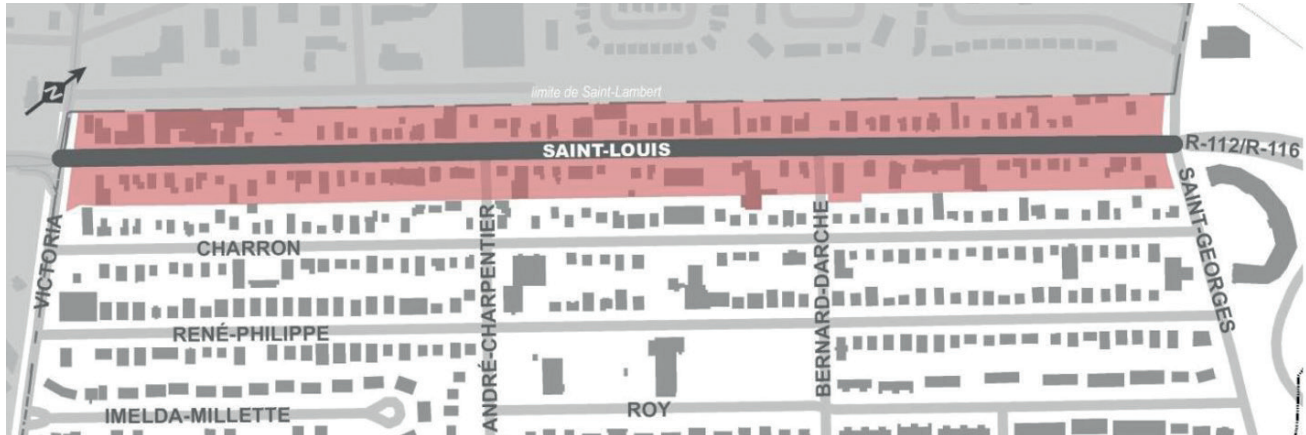 N
limite de Saint-Lambert
SAINT-LOUIS
R-112/R-116
VICTORIA
CHARRON
ANDRÉ-CHARPENTIER
BERNARD-DARCHE
SAINT-GEORGES
RENÉ-PHILIPPE
IMELDA-MILLETTE
ROY